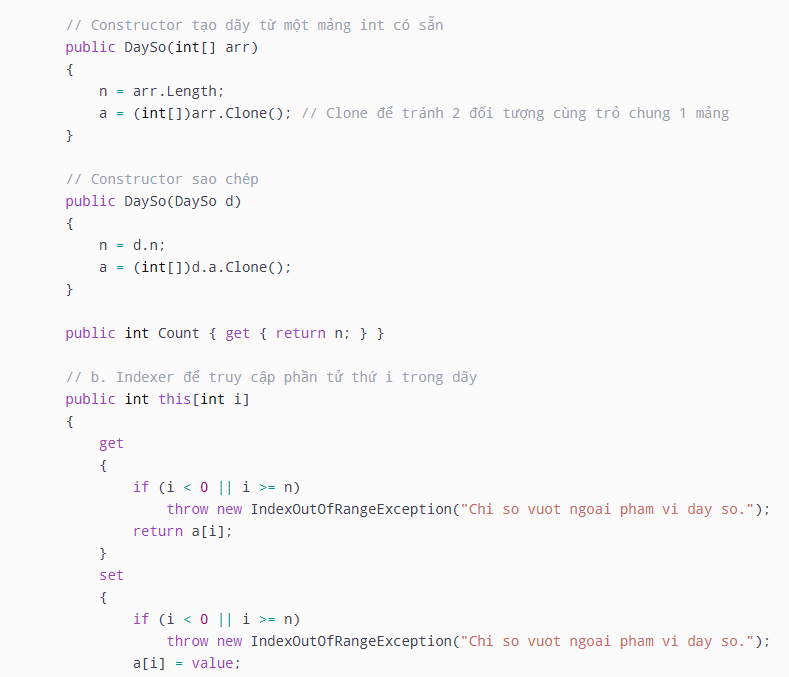 // Constructor tạo dãy từ một mảng int có sẵn
public DaySo(int[] arr)
{
n = arr.Length;
a = (int[])arr.Clone(); // Clone để tránh 2 đối tượng cùng trỏ chung 1 mảng
}
// Constructor sao chép
public DaySo(DaySo d)
{
n = d.n;
a = (int[])d.a.Clone();
}
public int Count { get { return n; } }
// b. Indexer để truy cập phần tử thứ i trong dãy
public int this[int i]
{
get
{
if (i < 0 || i >= n)
throw new IndexOutOfRangeException("Chi so vuot ngoai pham vi day so.");
return a[i];
}
set
{
if (i < 0 || i >= n)
throw new IndexOutOfRangeException("Chi so vuot ngoai pham vi day so.");
a[i] = value;